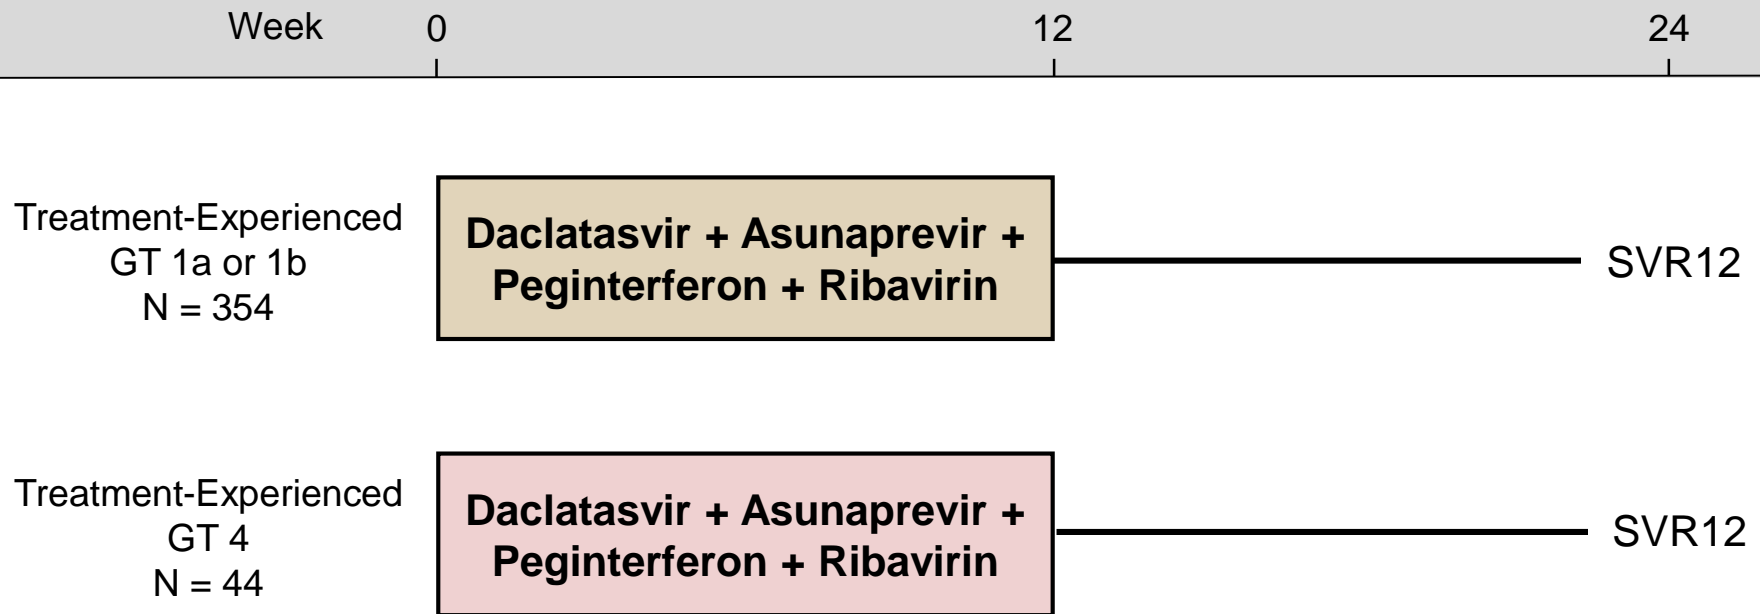 Week 0 12 24
Treatment-Experienced
GT 1a or 1b
N = 354
Daclatasvir + Asunaprevir +
Peginterferon + Ribavirin
SVR12
Treatment-Experienced
GT 4
N = 44
Daclatasvir + Asunaprevir +
Peginterferon + Ribavirin
SVR12